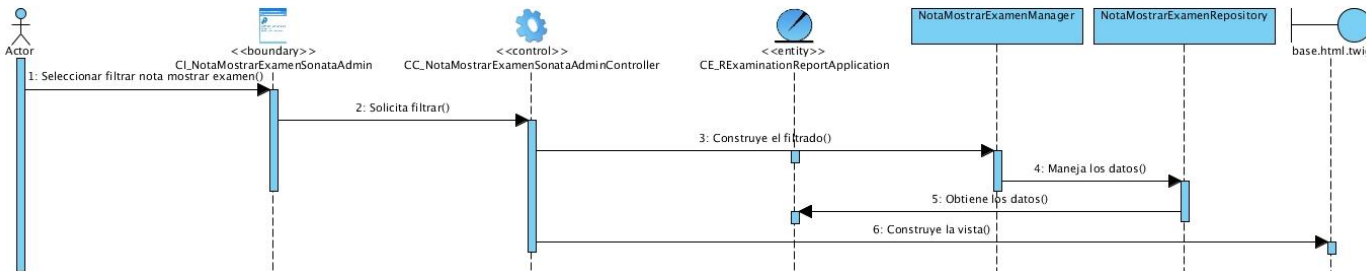 Actor
<<boundary>>
CI_NotaMostrarExamenSonataAdmin
<<control>>
CC_NotaMostrarExamenSonataAdminController
<<entity>>
CE_RExaminationReportApplication
NotaMostrarExamenManager
NotaMostrarExamenRepository
base.html.twig
1: Seleccionar filtrar nota mostrar examen()
2: Solicita filtrar()
3: Construye el filtrado()
4: Maneja los datos()
5: Obtiene los datos()
6: Construye la vista()